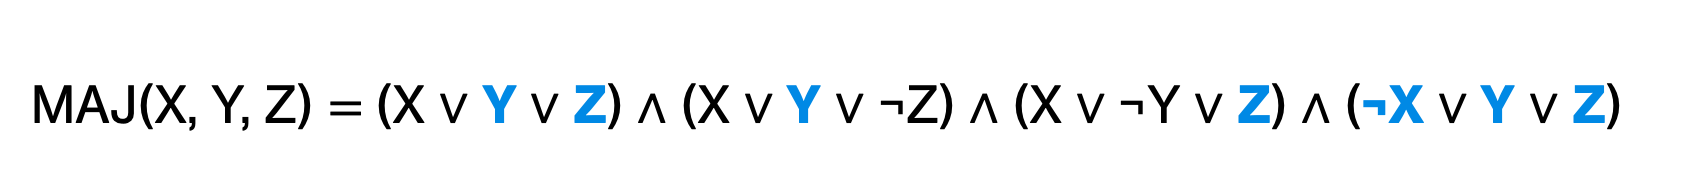 MAJ(X, Y, Z) = (X ∨ Y ∨ Z) ∧ (X ∨ Y ∨ ¬Z) ∧ (X ∨ ¬Y ∨ Z) ∧ (¬X ∨ Y ∨ Z)